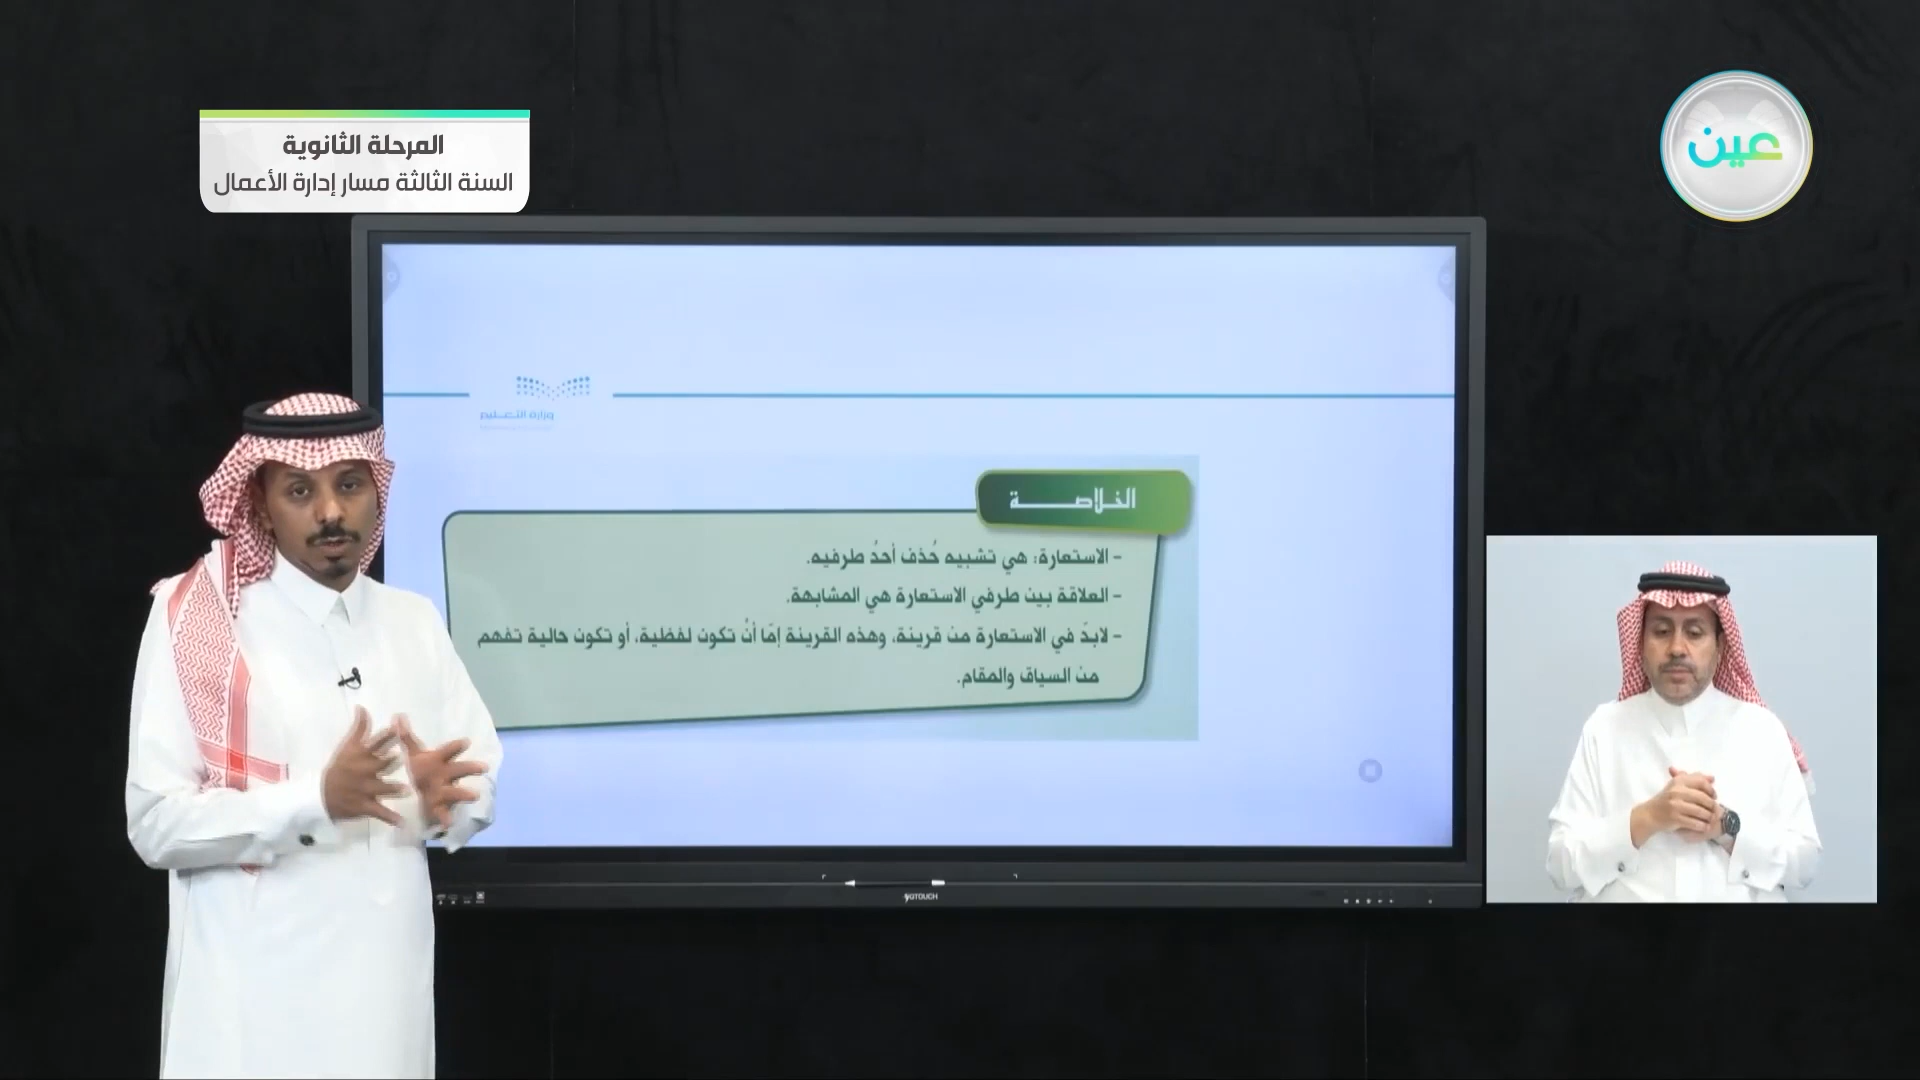 المرحلة الثانوية
السنة الثالثة مسار إدارة الأعمال
عين
وزارة التعليم
الخلاصة
- الاستعارة: هي تشبيه حُذف أحدُ طرفيه.
- العلاقة بين طرفي الاستعارة هي المشابهة.
- لابدّ في الاستعارة من قرينة، وهذه القرينة إمّا أنْ تكون لفظية، أو تكون حالية تفهم
من السياق والمقام.